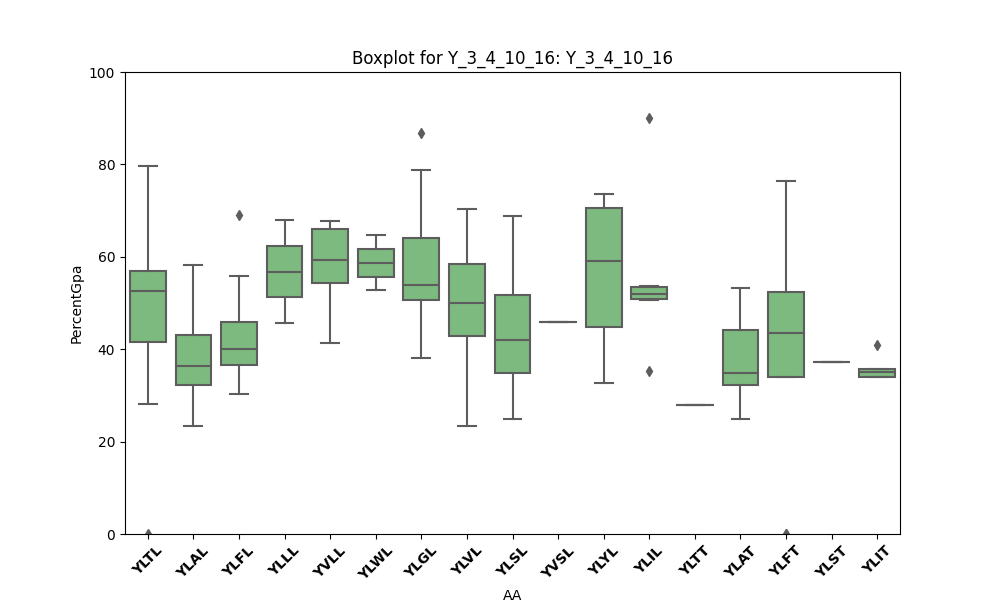 Boxplot for Y_3_4_10_16: Y_3_4_10_16
100
80
60
40
20
0
PercentGpa
YLTL YLAL YLFL YLLL YVLL YLWL YLGL YLVL YLSL YVSL YLYL YLIL YLTT YLAT YLFT YLST YLIT
AA